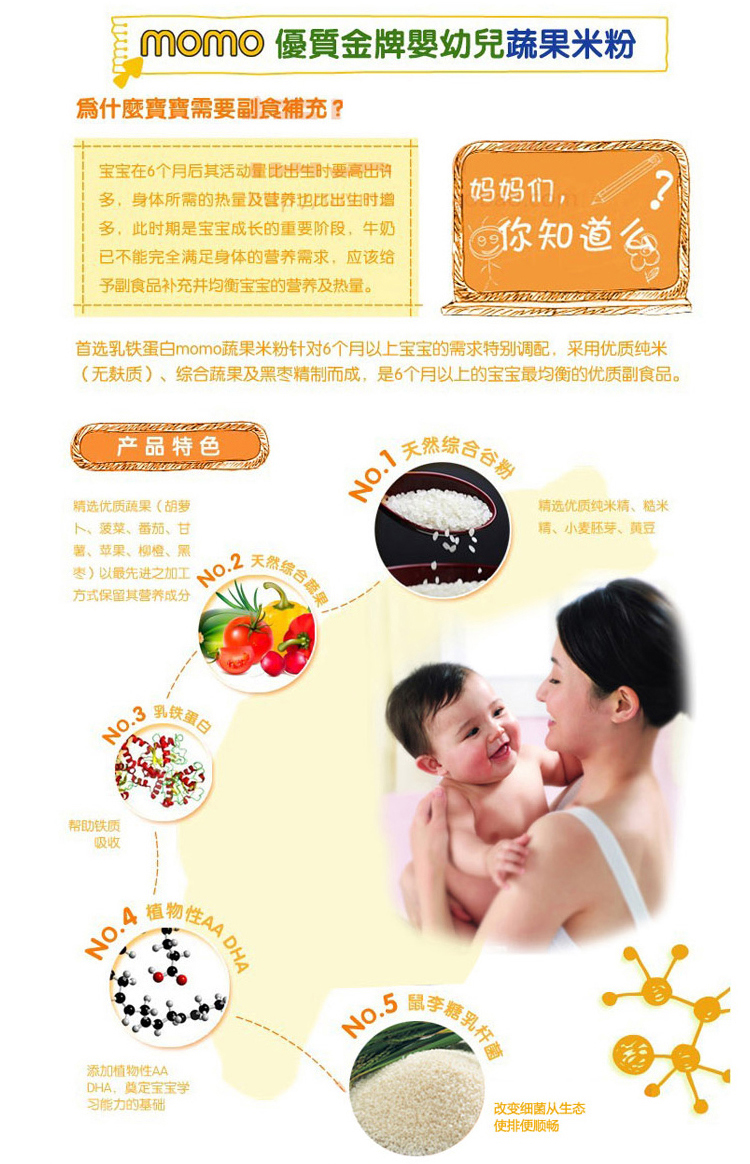 momo 優質金牌嬰幼兒蔬果米粉
為什麼寶寶需要副食補充？
宝宝在6个月后其活动量比出生时要高出许
多，身体所需的热量及营养也比出生时增
多，此时期是宝宝成长的重要阶段，牛奶
已不能完全满足身体的营养需求，应该给
予副食品补充并均衡宝宝的营养及热量。
妈妈们，
你知道么
?
首选乳铁蛋白momo蔬果米粉针对6个月以上宝宝的需求特别调配，采用优质纯米
（无麸质）、综合蔬果及黑枣精制而成，是6个月以上的宝宝最均衡的优质副食品。
产品特色
No.1 天然综合谷粉
精选优质纯米精、糙米
精、小麦胚芽、黄豆
No.2 天然综合蔬果
精选优质蔬果（胡萝
卜、菠菜、番茄、甘
薯、苹果、柳橙、黑
枣）以最先进之加工
方式保留其营养成分
No.3 乳铁蛋白
帮助铁质
吸收
No.4 植物性AA DHA
添加植物性AA
DHA，奠定宝宝学
习能力的基础
No.5 鼠李糖乳杆菌
改变细菌从生态
使排便顺畅